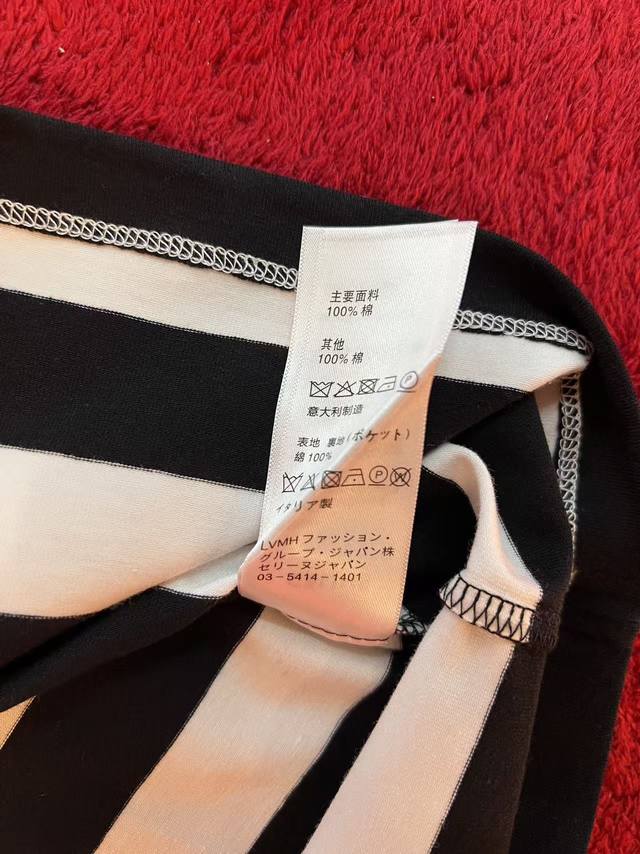 主要面料
100% 棉
其他
100% 棉
意大利制造
表地 裏地 (ポケット)
綿 100%
イタリア製
LVMH ファッション・
グループ・ジャパン株
セリーヌジャパン
03-5414-1401